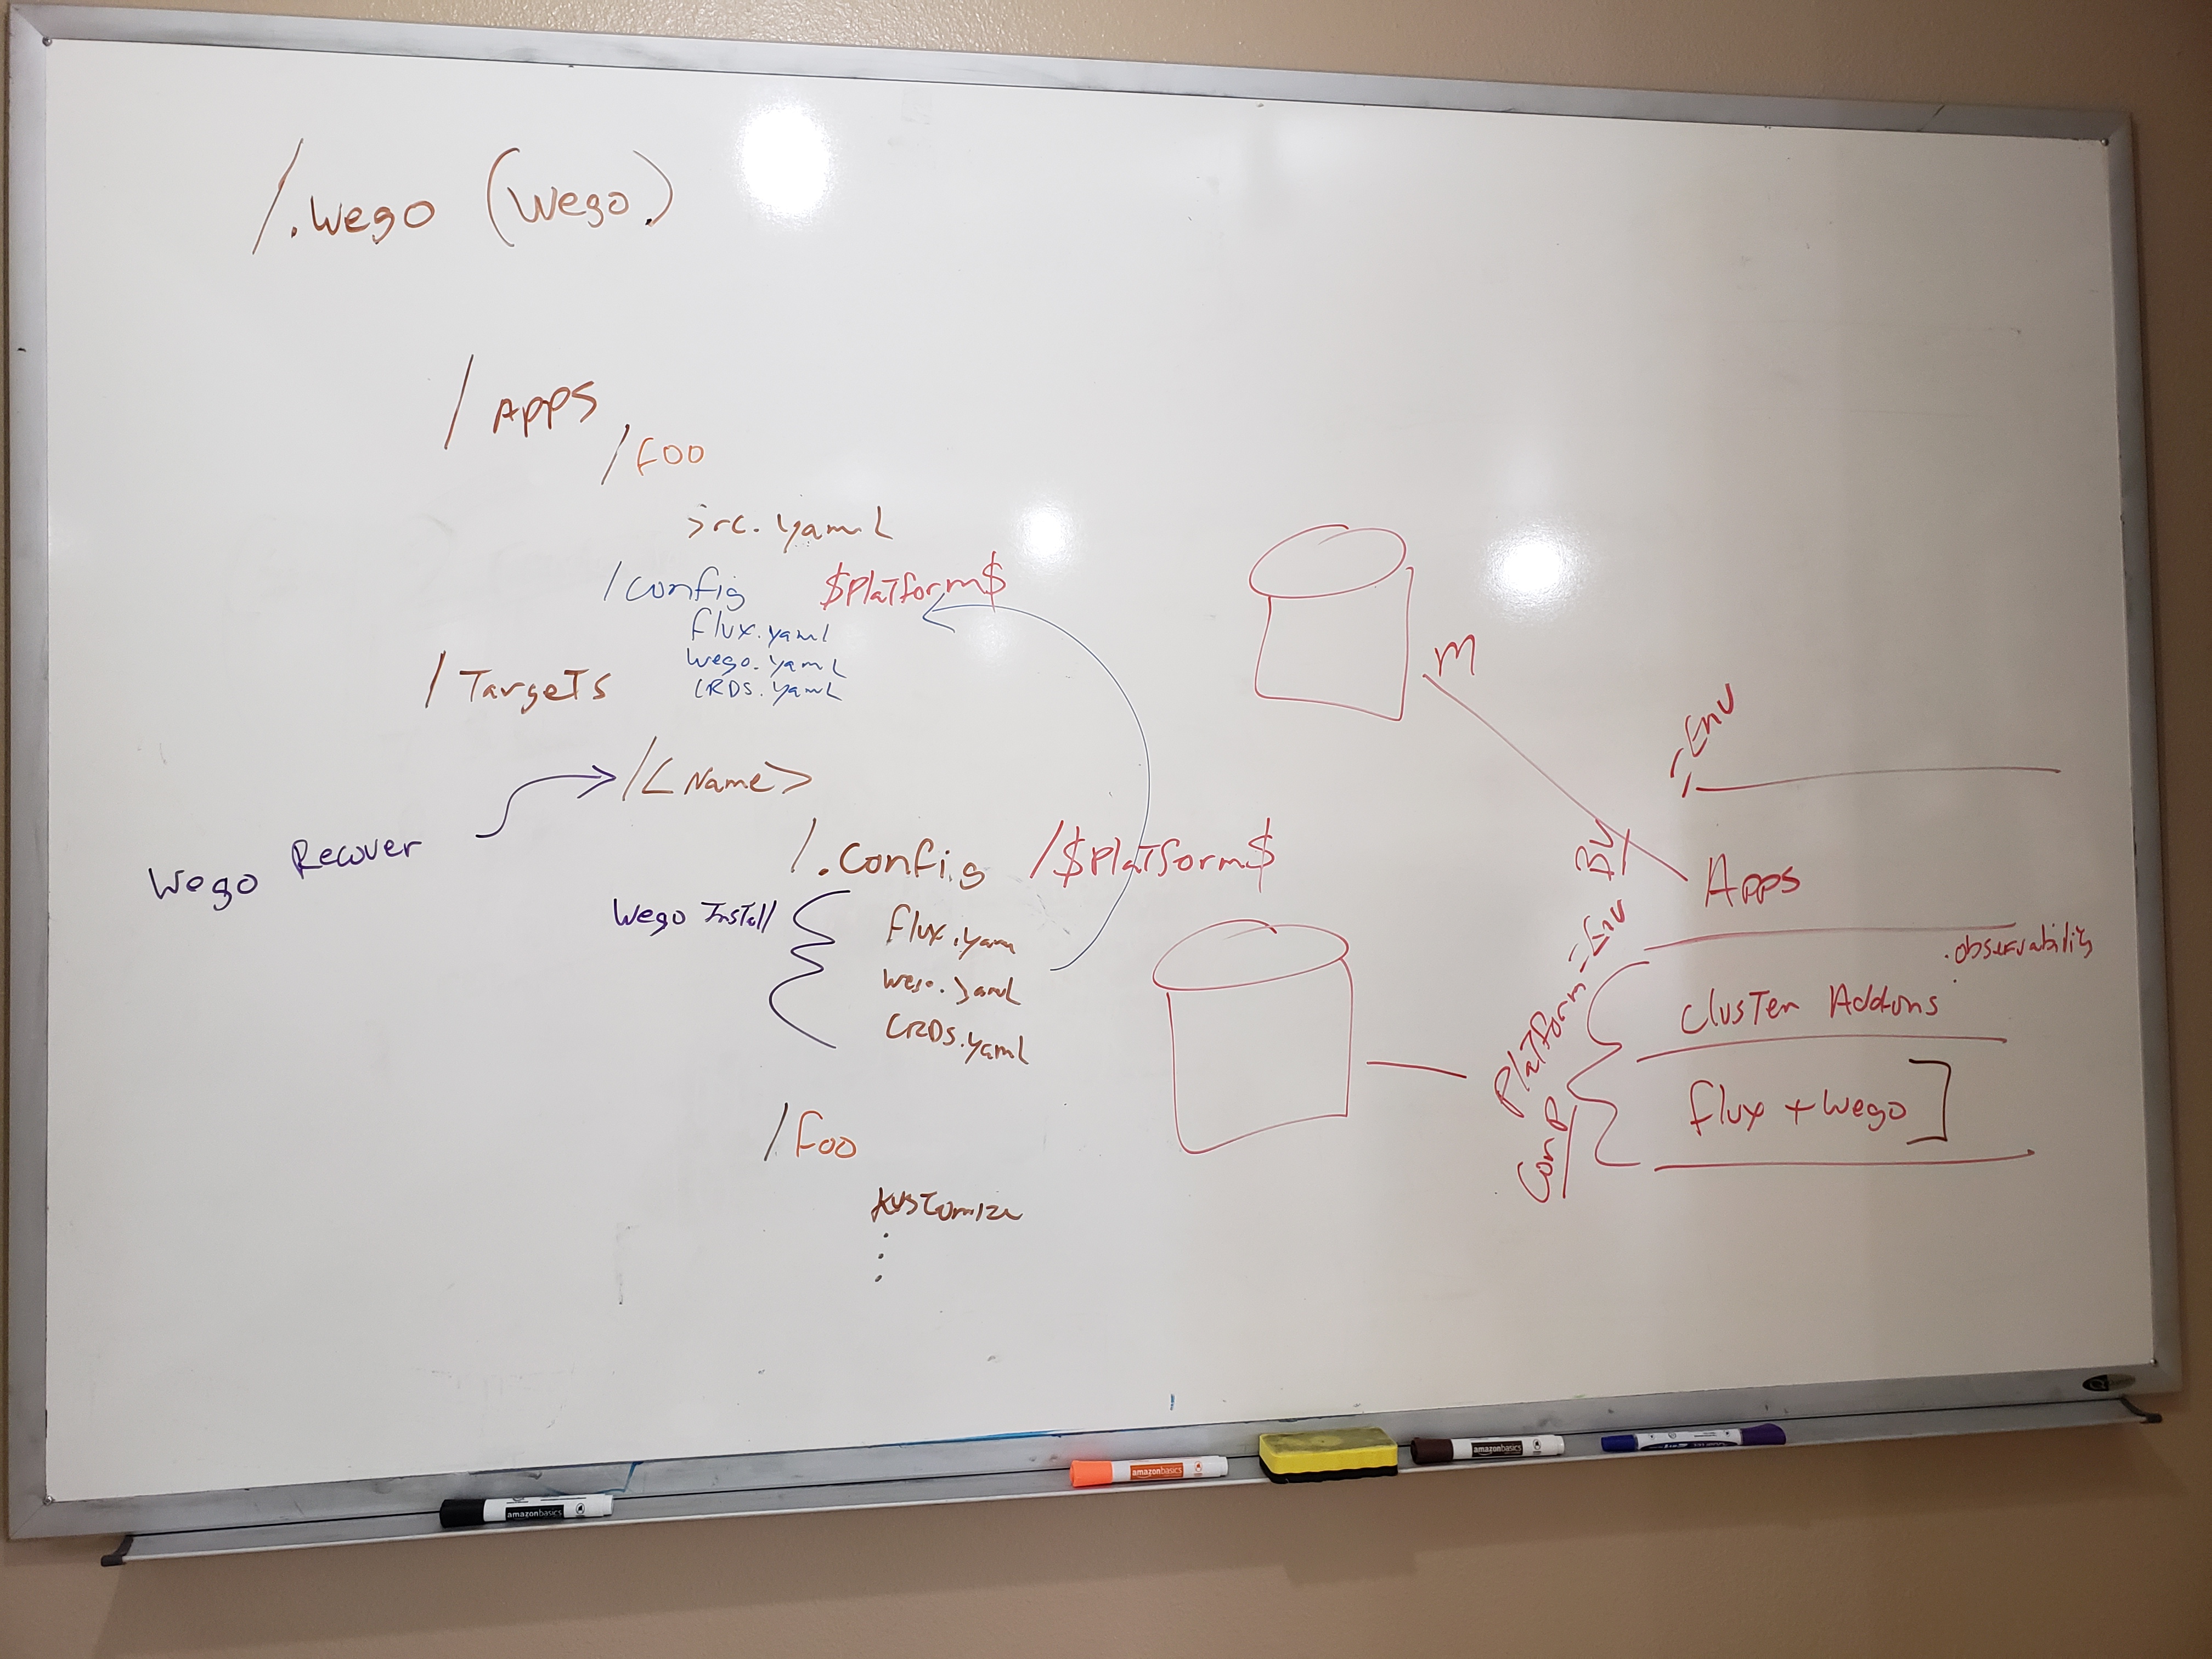 /.wego (wego.)
/ Apps
/Foo
src.yaml
/config $Platform$
flux.yaml
wego.yaml
CRDS.yaml
/ Targets
/< Name >
Wego Recover
/.config /$Platform$
Wego Install
flux.yam
wego.yaml
CRDS.yaml
/foo
kustomize
M
-Env
BU
Apps
Platform-Env
.observability
Cluster Addons
Corp
flux + wego
amazonbasics
amazonbasics
amazonbasics